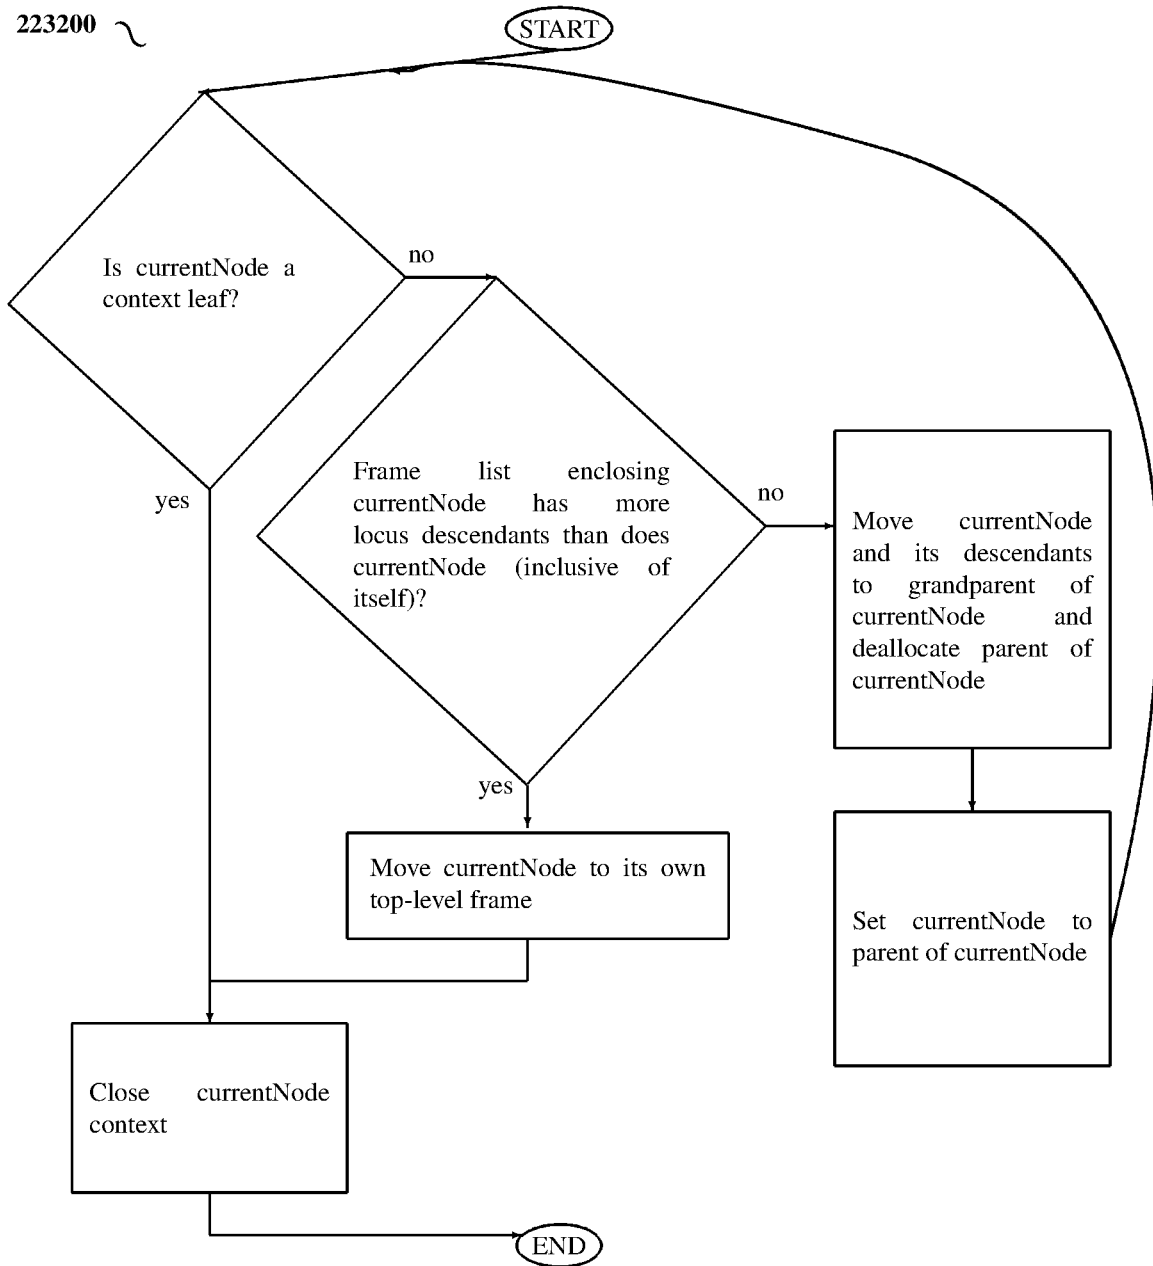 223200
START
Is currentNode a
context leaf?
no
yes
Frame list enclosing
currentNode has more
locus descendants than does
currentNode (inclusive of
itself)?
no
yes
Move currentNode
and its descendants
to grandparent of
currentNode and
deallocate parent of
currentNode
Move currentNode to its own
top-level frame
Set currentNode to
parent of currentNode
Close currentNode
context
END